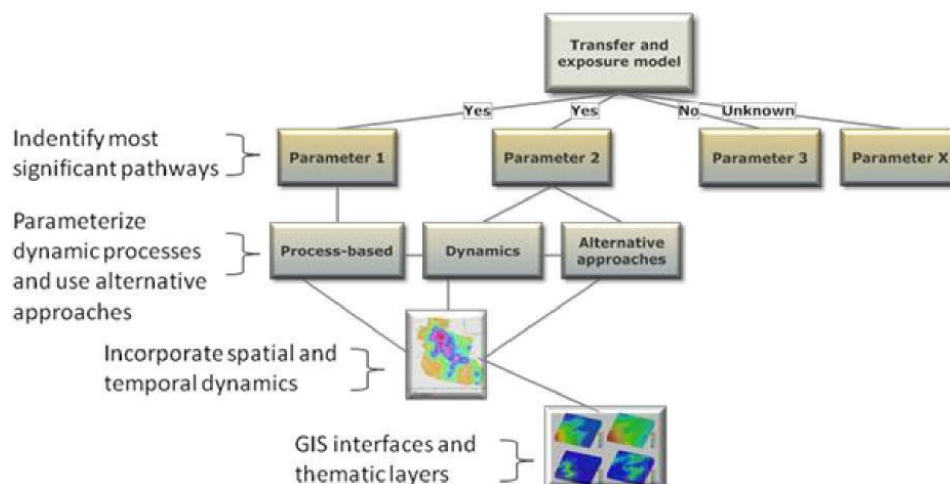 Transfer and
exposure model
Yes
Yes
No
Unknown
Indentify most
significant pathways
Parameter 1
Parameter 2
Parameter 3
Parameter X
Parameterize
dynamic processes
and use alternative
approaches
Process-based
Dynamics
Alternative
approaches
Incorporate spatial and
temporal dynamics
GIS interfaces and
thematic layers